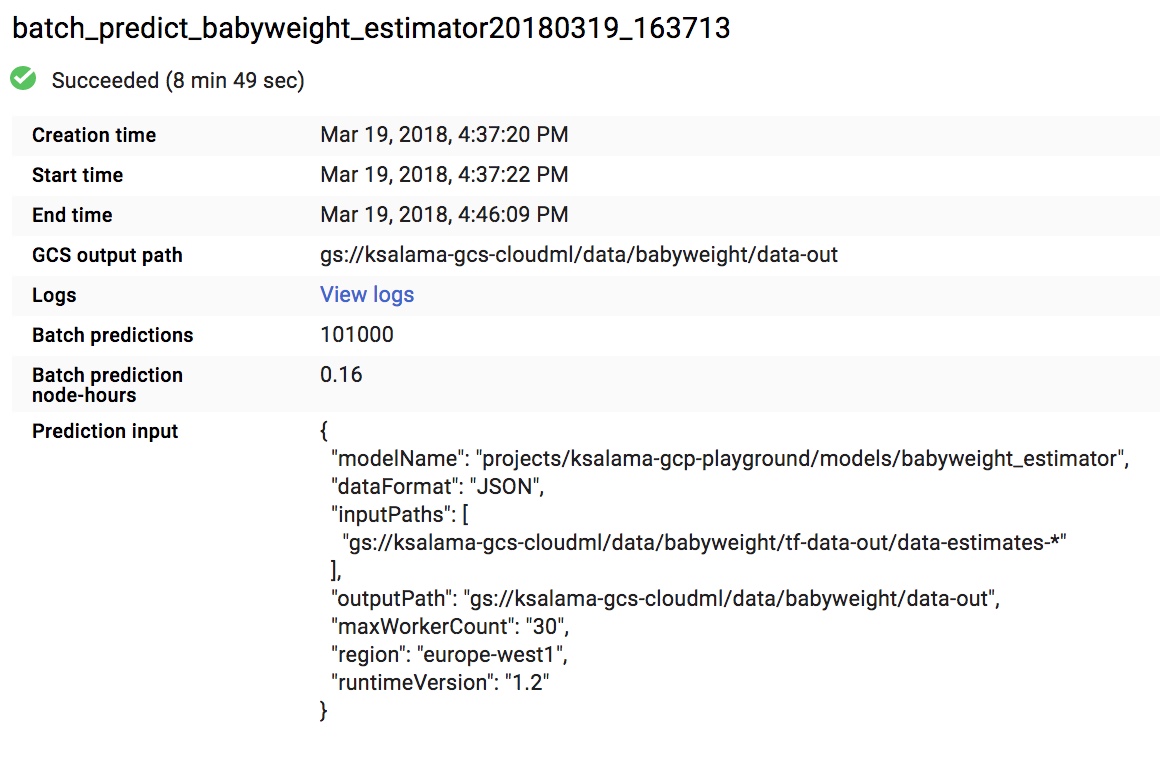 batch_predict_babyweight_estimator20180319_163713
Succeeded (8 min 49 sec)
Creation time Mar 19, 2018, 4:37:20 PM
Start time Mar 19, 2018, 4:37:22 PM
End time Mar 19, 2018, 4:46:09 PM
GCS output path gs://ksalama-gcs-cloudml/data/babyweight/data-out
Logs View logs
Batch predictions 101000
Batch prediction 0.16
node-hours
Prediction input {
"modelName": "projects/ksalama-gcp-playground/models/babyweight_estimator",
"dataFormat": "JSON",
"inputPaths": [
"gs://ksalama-gcs-cloudml/data/babyweight/tf-data-out/data-estimates-*"
],
"outputPath": "gs://ksalama-gcs-cloudml/data/babyweight/data-out",
"maxWorkerCount": "30",
"region": "europe-west1",
"runtimeVersion": "1.2"
}